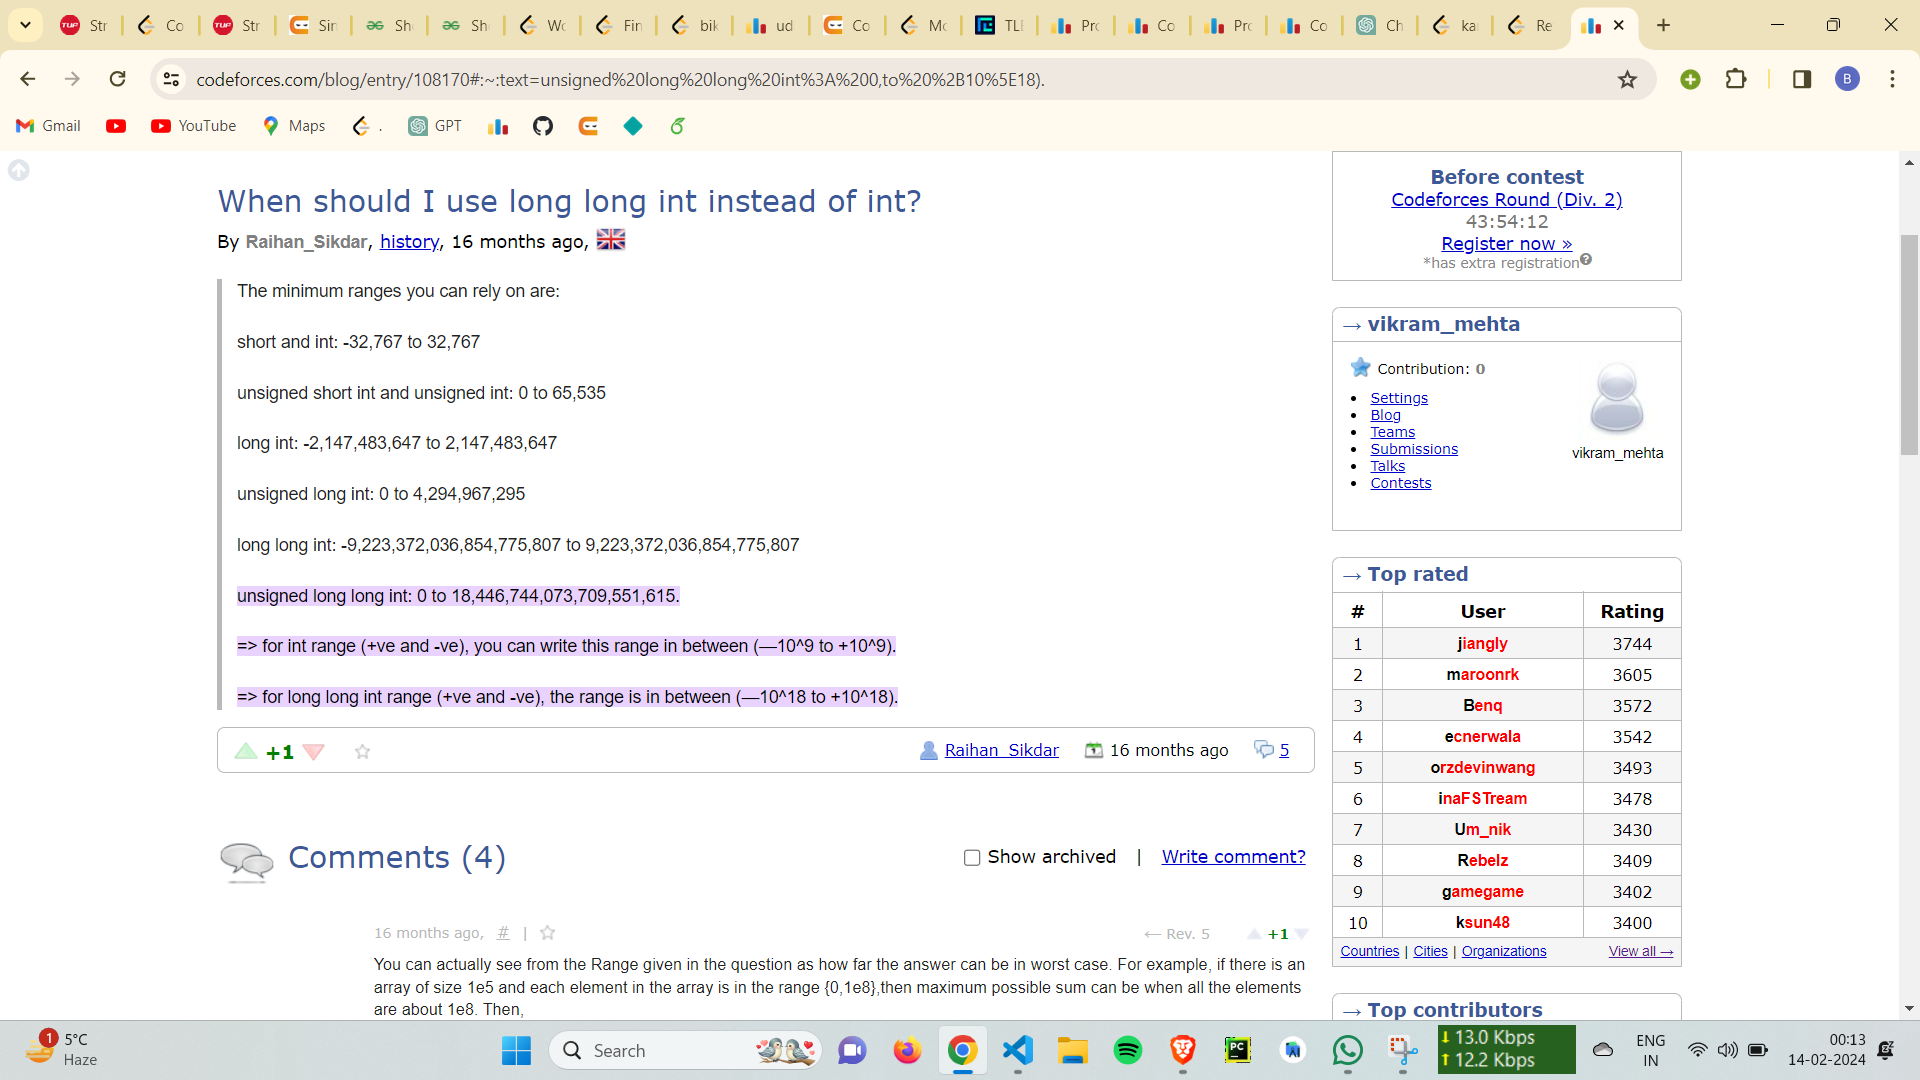 Str
Co
Str
Sin
Sho
Sho
Wo
Fin
bik
ud
Co
Mo
TLE
Pro
Co
Pro
Co
Ch
ka
Re
codeforces.com/blog/entry/108170#:~:text=unsigned%20long%20long%20int%3A%200,to%20%2B10%5E18).
B
Gmail
YouTube
Maps
.
GPT
When should I use long long int instead of int?
By Raihan_Sikdar, history, 16 months ago,
The minimum ranges you can rely on are:
short and int: -32,767 to 32,767
unsigned short int and unsigned int: 0 to 65,535
long int: -2,147,483,647 to 2,147,483,647
unsigned long int: 0 to 4,294,967,295
long long int: -9,223,372,036,854,775,807 to 9,223,372,036,854,775,807
unsigned long long int: 0 to 18,446,744,073,709,551,615.
=> for int range (+ve and -ve), you can write this range in between (—10^9 to +10^9).
=> for long long int range (+ve and -ve), the range is in between (—10^18 to +10^18).
+1
Raihan_Sikdar 16 months ago 5
Comments (4)
Show archived | Write comment?
16 months ago, # |
← Rev. 5 +1
You can actually see from the Range given in the question as how far the answer can be in worst case. For example, if there is an
array of size 1e5 and each element in the array is in the range {0,1e8},then maximum possible sum can be when all the elements
are about 1e8. Then,
Before contest
Codeforces Round (Div. 2)
43:54:12
Register now »
*has extra registration?
→ vikram_mehta
Contribution: 0
Settings
Blog
Teams
Submissions
Talks
Contests
vikram_mehta
→ Top rated
# User Rating
1 jiangly 3744
2 maroonrk 3605
3 Benq 3572
4 ecnerwala 3542
5 orzdevinwang 3493
6 inaFSTream 3478
7 Um_nik 3430
8 Rebelz 3409
9 gamegame 3402
10 ksun48 3400
Countries | Cities | Organizations View all →
→ Top contributors
1
5°C
Haze
Search
PC
↓ 13.0 Kbps
↑ 12.2 Kbps
ENG
IN
00:13
14-02-2024